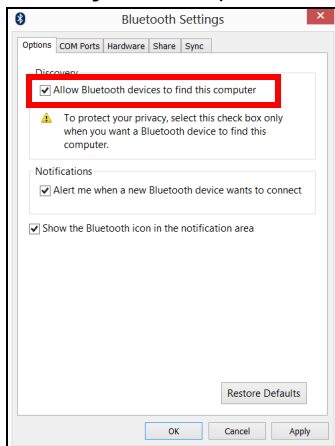 Bluetooth Settings
Options COM Ports Hardware Share Sync
Discovery
Allow Bluetooth devices to find this computer
To protect your privacy, select this check box only
when you want a Bluetooth device to find this
computer.
Notifications
Alert me when a new Bluetooth device wants to connect
Show the Bluetooth icon in the notification area
Restore Defaults
OK Cancel Apply